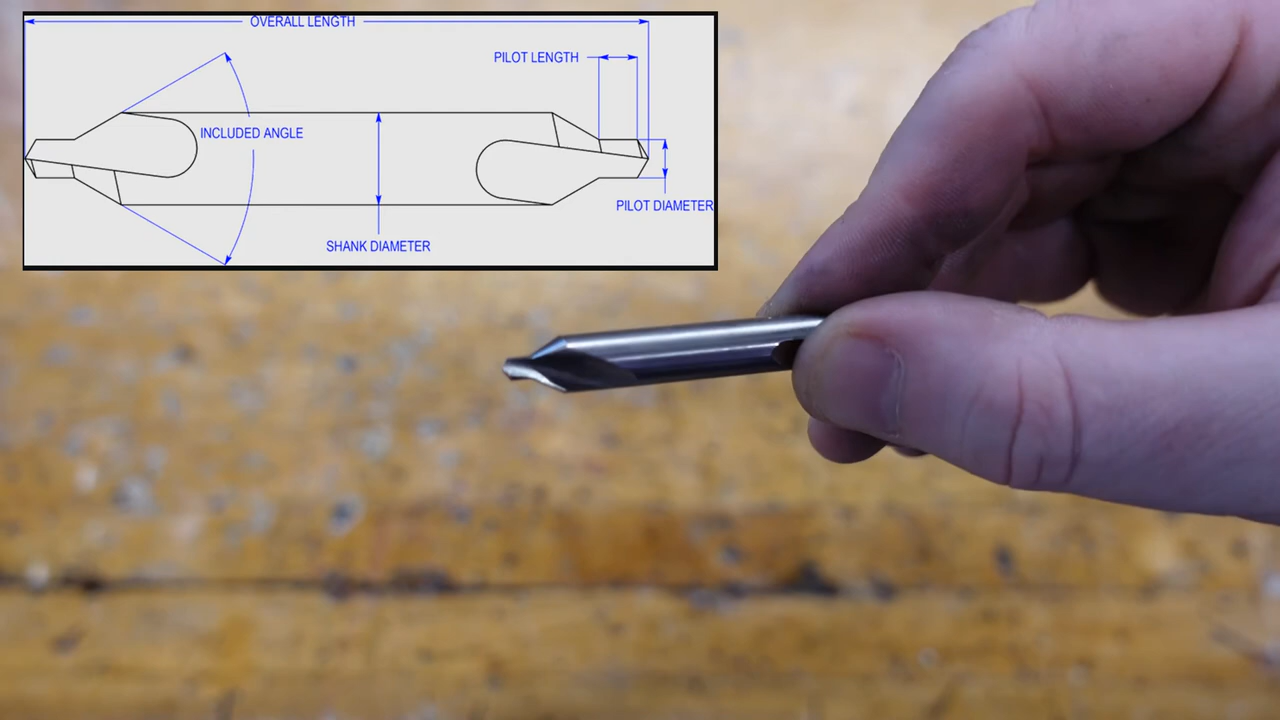 OVERALL LENGTH
PILOT LENGTH
INCLUDED ANGLE
PILOT DIAMETER
SHANK DIAMETER